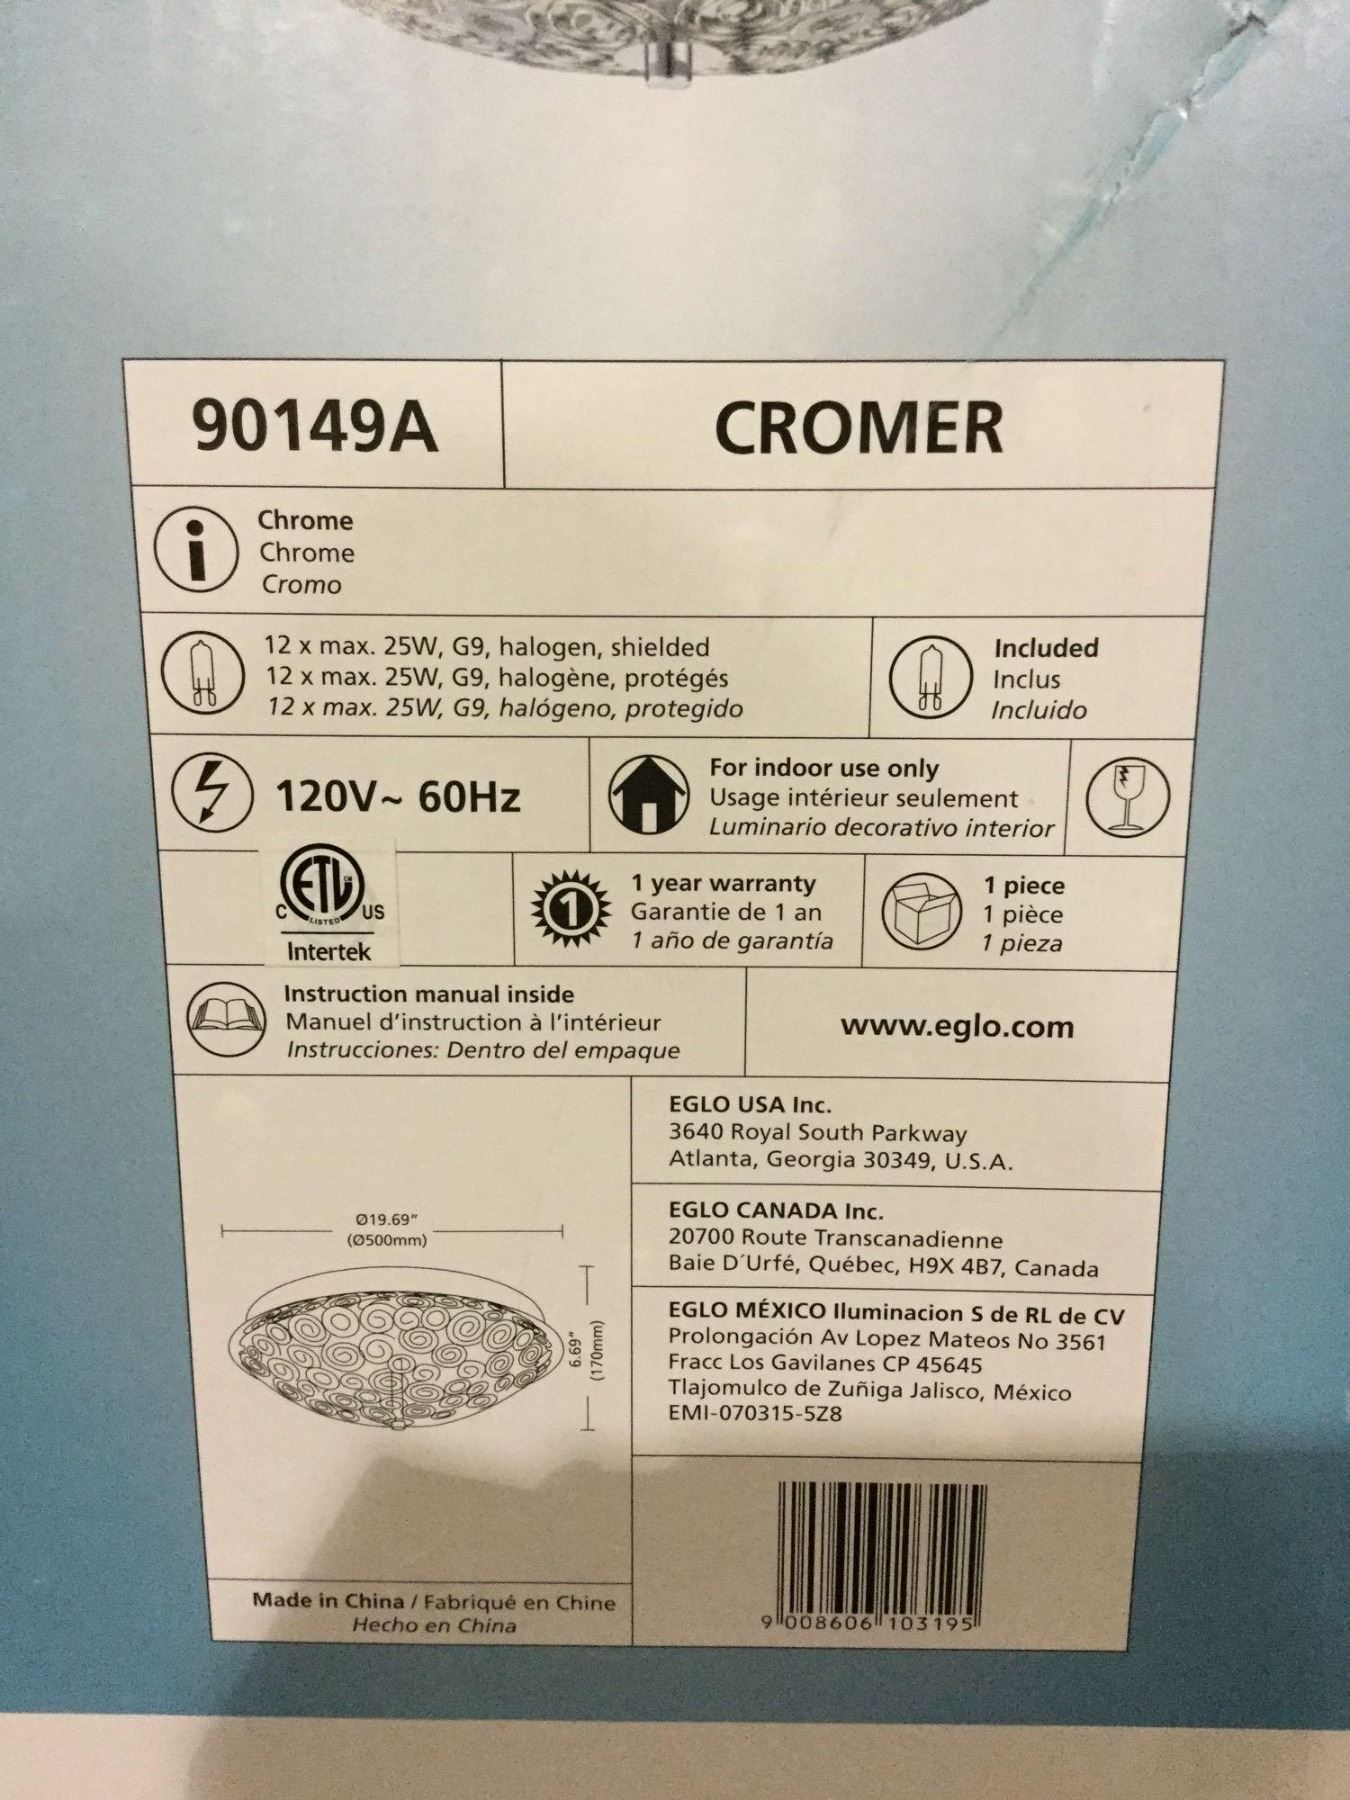 90149A
CROMER
Chrome
Chrome
Cromo
12 x max. 25W, G9, halogen, shielded
12 x max. 25W, G9, halogène, protégés
12 x max. 25W, G9, halógeno, protegido
Included
Inclus
Incluido
120V~ 60Hz
For indoor use only
Usage intérieur seulement
Luminario decorativo interior
ETL
CM
LISTED
C US
Intertek
1
1 year warranty
Garantie de 1 an
1 año de garantía
1 piece
1 pièce
1 pieza
Instruction manual inside
Manuel d'instruction à l'intérieur
Instrucciones: Dentro del empaque
www.eglo.com
EGLO USA Inc.
3640 Royal South Parkway
Atlanta, Georgia 30349, U.S.A.
EGLO CANADA Inc.
20700 Route Transcanadienne
Baie D´Urfé, Québec, H9X 4B7, Canada
EGLO MÉXICO Iluminacion S de RL de CV
Prolongación Av Lopez Mateos No 3561
Fracc Los Gavilanes CP 45645
Tlajomulco de Zuñiga Jalisco, México
EMI-070315-5Z8
Ø19.69"
(Ø500mm)
6.69"
(170mm)
Made in China / Fabriqué en Chine
Hecho en China
9 008606 103195